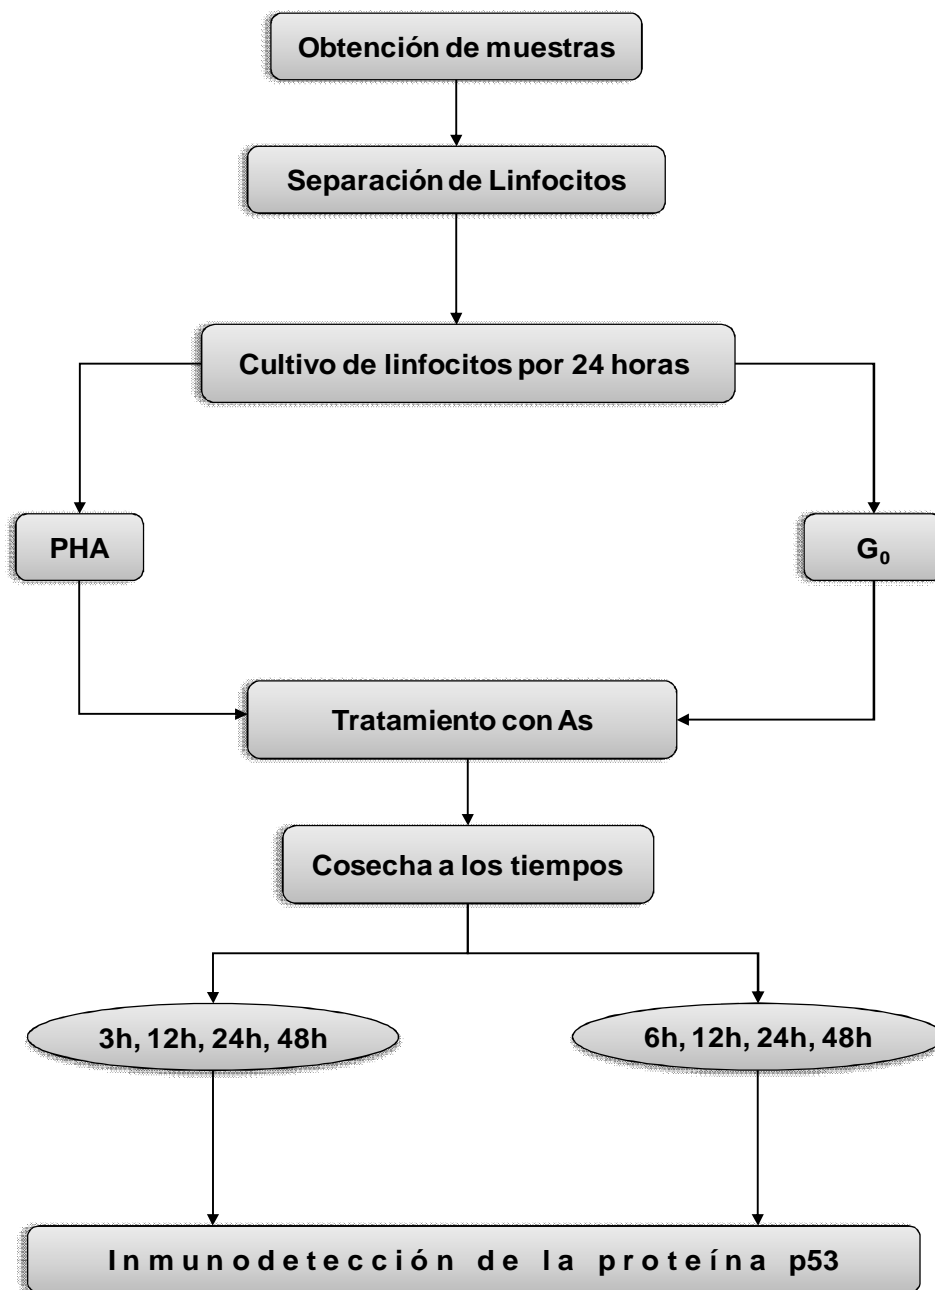 Obtención de muestras
Separación de Linfocitos
Cultivo de linfocitos por 24 horas
PHA
G₀
Tratamiento con As
Cosecha a los tiempos
3h, 12h, 24h, 48h
6h, 12h, 24h, 48h
Inmunodetección de la proteína p53